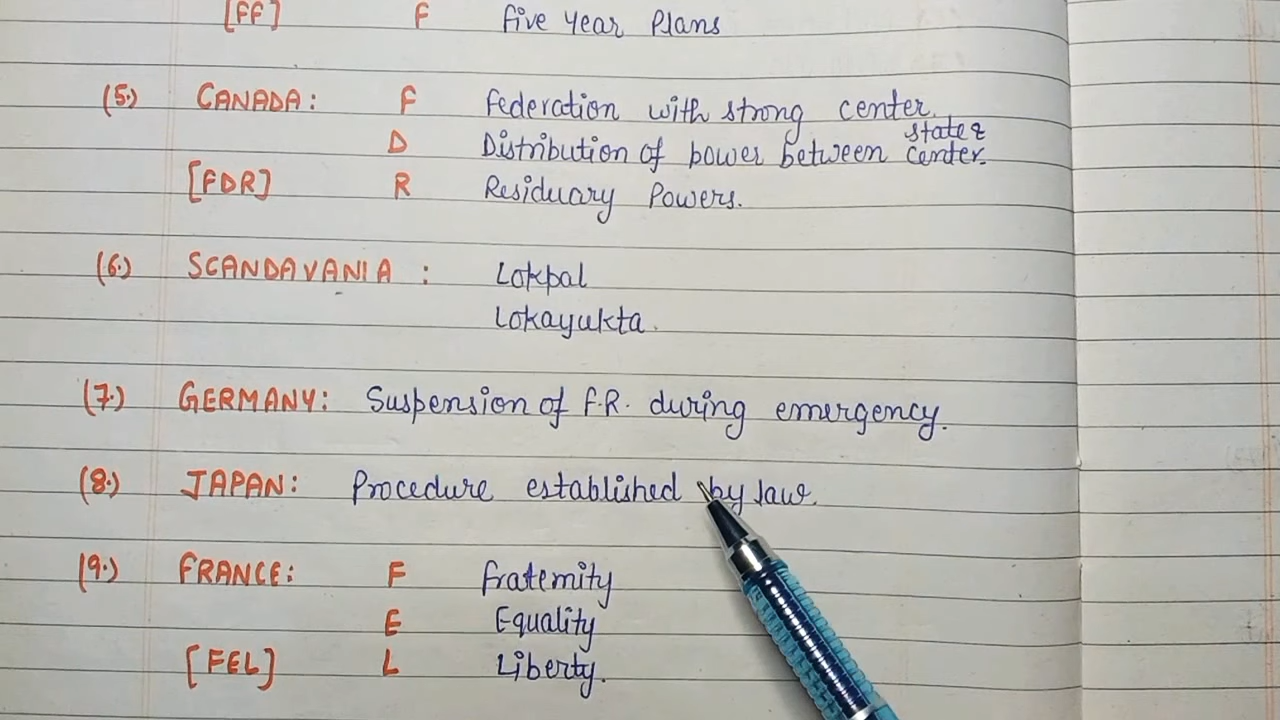 [FF] F Five Year Plans
(5.) CANADA: F Federation with strong center.
D Distribution of power between state & center.
[FDR] R Residuary Powers.
(6.) SCANDAVANIA : Lokpal
Lokayukta.
(7.) GERMANY: Suspension of F.R. during emergency.
(8.) JAPAN: Procedure established by law.
(9.) FRANCE: F Fraternity
E Equality
[FEL] L Liberty.